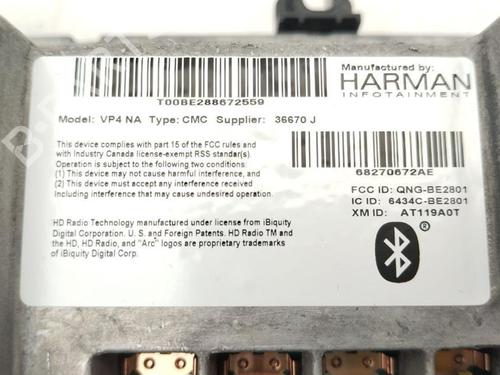 Manufactured by:
HARMAN
INFOTAINMENT
T00BE288672559
Model: VP4 NA Type: CMC Supplier: 36670 J
This device complies with part 15 of the FCC rules and
with Industry Canada license-exempt RSS standar(s)
Operation is subject to the following two conditions:
(1) This device may not cause harmful interference, and
(2) This device must accept any interference received
including interference that may cause undesired
operation.
68270672AE
FCC ID: QNG-BE2801
IC ID: 6434C-BE2801
XM ID: AT119A0T
®
HD Radio Technology manufactured under license from iBiquity
Digital Corporation. U. S. and Foreign Patents. HD Radio TM and
the HD, HD Radio, and "Arc" logos are proprietary trademarks
of iBiquity Digital Corp.